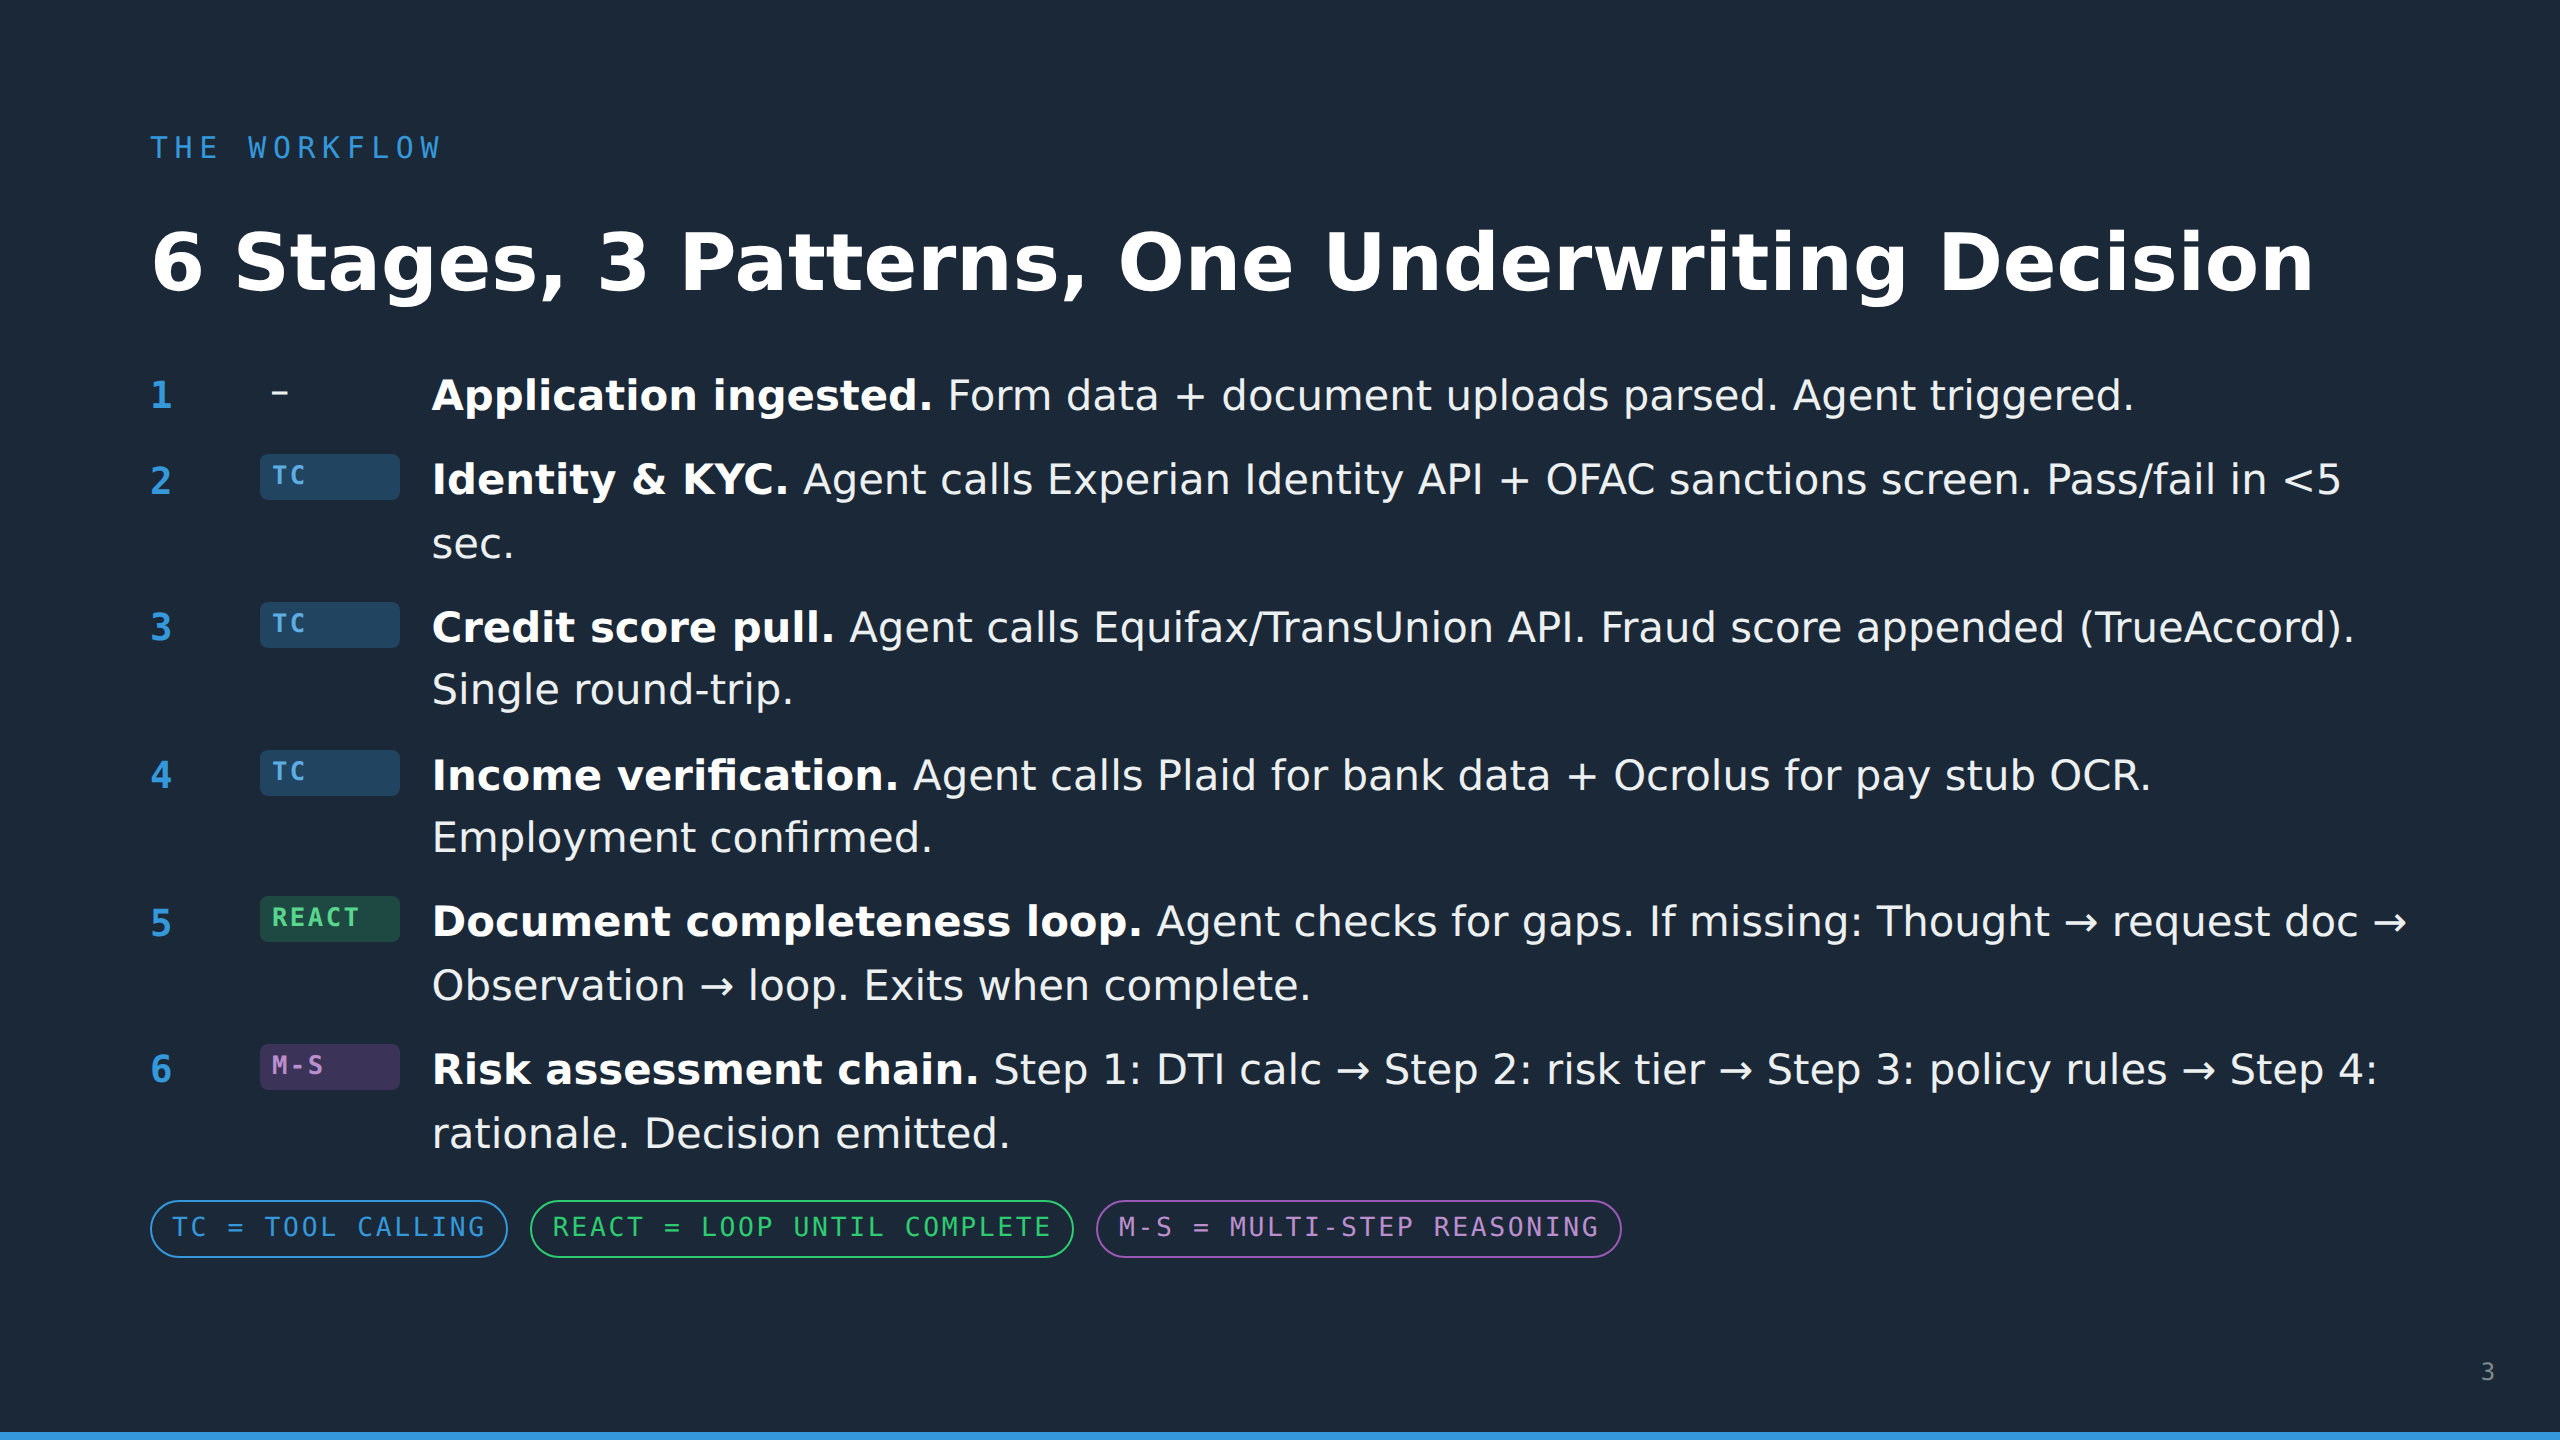 THE WORKFLOW
6 Stages, 3 Patterns, One Underwriting Decision
1 – Application ingested. Form data + document uploads parsed. Agent triggered.
2 TC Identity & KYC. Agent calls Experian Identity API + OFAC sanctions screen. Pass/fail in <5
sec.
3 TC Credit score pull. Agent calls Equifax/TransUnion API. Fraud score appended (TrueAccord).
Single round-trip.
4 TC Income verification. Agent calls Plaid for bank data + Ocrolus for pay stub OCR.
Employment confirmed.
5 REACT Document completeness loop. Agent checks for gaps. If missing: Thought → request doc →
Observation → loop. Exits when complete.
6 M-S Risk assessment chain. Step 1: DTI calc → Step 2: risk tier → Step 3: policy rules → Step 4:
rationale. Decision emitted.
TC = TOOL CALLING REACT = LOOP UNTIL COMPLETE M-S = MULTI-STEP REASONING
3